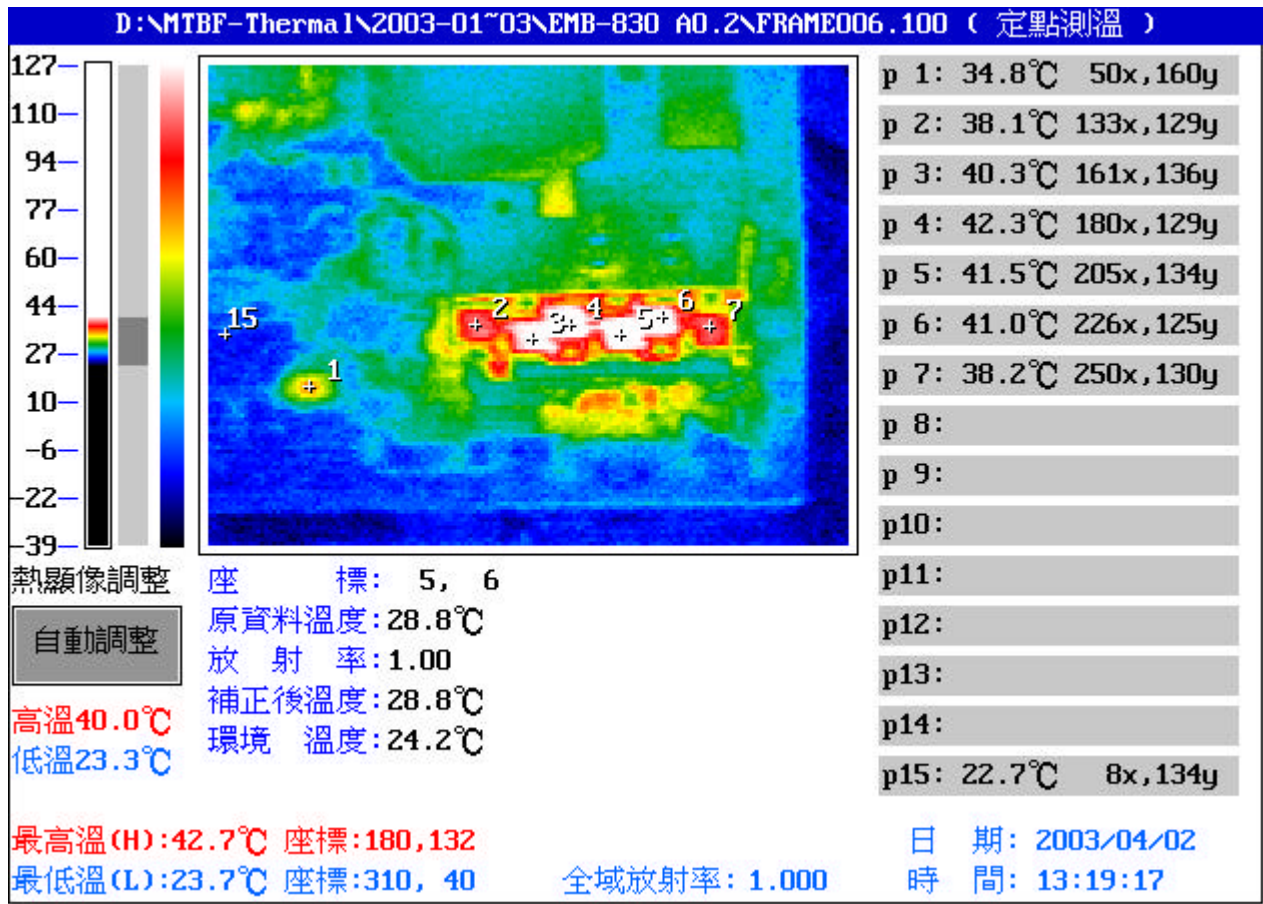 D:\MTBF-Thermal\2003-01~03\EMB-830 A0.2\FRAME006.100 ( 定點測溫 )
127
110
94
77
60
44
27
10
-6
-22
-39
15
1
2
3
4
5
6
7
p 1: 34.8℃ 50x,160y
p 2: 38.1℃ 133x,129y
p 3: 40.3℃ 161x,136y
p 4: 42.3℃ 180x,129y
p 5: 41.5℃ 205x,134y
p 6: 41.0℃ 226x,125y
p 7: 38.2℃ 250x,130y
p 8:
p 9:
p10:
p11:
p12:
p13:
p14:
p15: 22.7℃ 8x,134y
熱顯像調整
自動調整
高溫40.0℃
低溫23.3℃
座 標: 5, 6
原資料溫度:28.8℃
放 射 率:1.00
補正後溫度:28.8℃
環境 溫度:24.2℃
最高溫(H):42.7℃ 座標:180,132
最低溫(L):23.7℃ 座標:310, 40
全域放射率: 1.000
日 期: 2003/04/02
時 間: 13:19:17